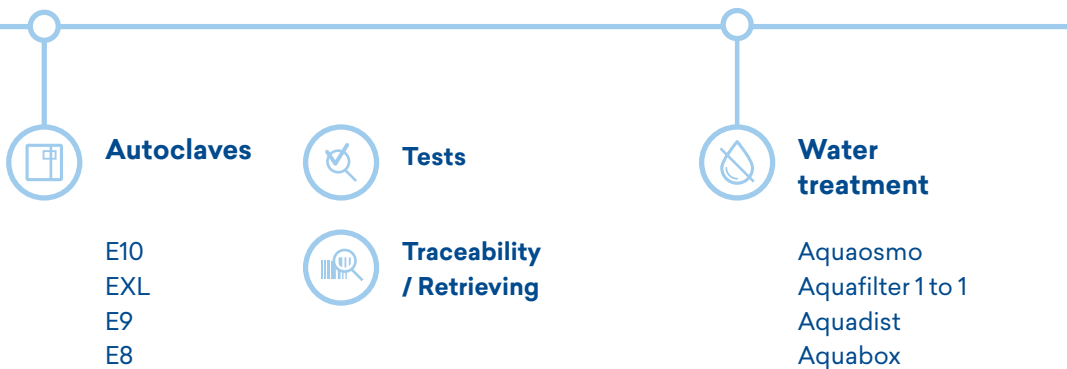 Autoclaves
E10
EXL
E9
E8
Tests
Traceability
/ Retrieving
Water
treatment
Aquaosmo
Aquafilter 1 to 1
Aquadist
Aquabox